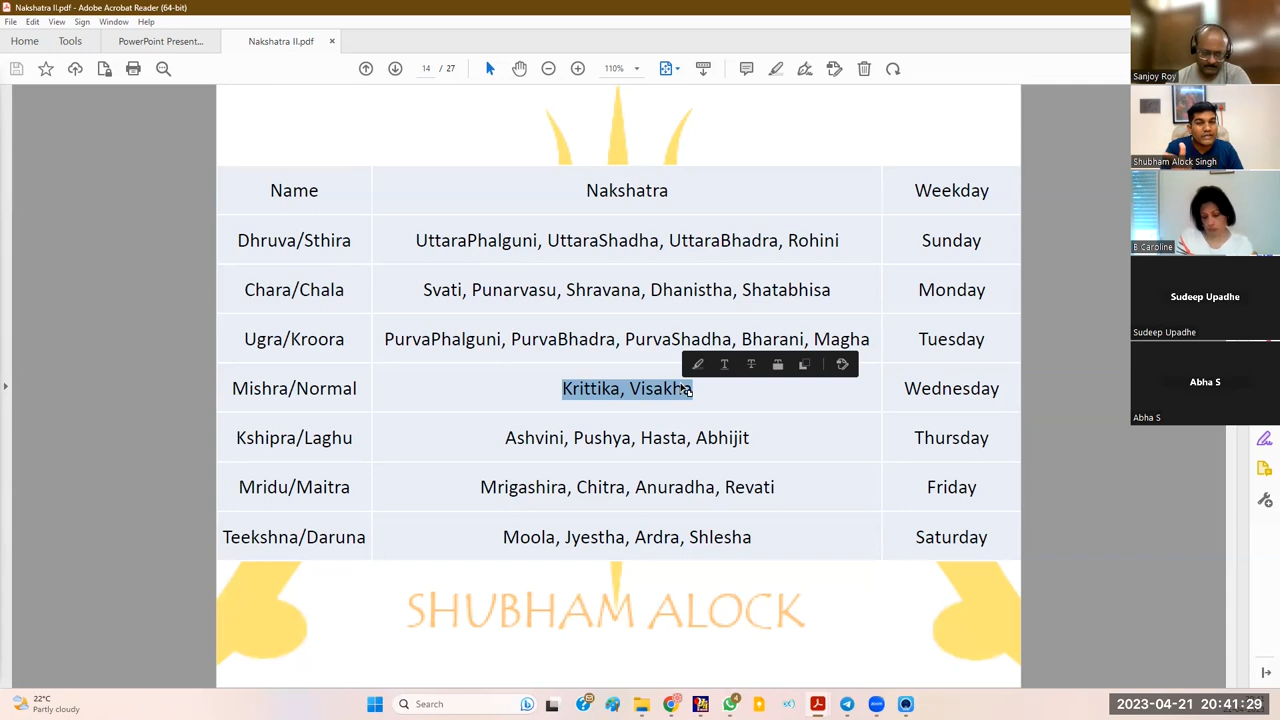 Nakshatra II.pdf - Adobe Acrobat Reader (64-bit)
File Edit View Sign Window Help
Home Tools PowerPoint Present... Nakshatra II.pdf
14 / 27 110%
Name Nakshatra Weekday
Dhruva/Sthira UttaraPhalguni, UttaraShadha, UttaraBhadra, Rohini Sunday
Chara/Chala Svati, Punarvasu, Shravana, Dhanistha, Shatabhisa Monday
Ugra/Kroora PurvaPhalguni, PurvaBhadra, PurvaShadha, Bharani, Magha Tuesday
Mishra/Normal Krittika, Visakha Wednesday
Kshipra/Laghu Ashvini, Pushya, Hasta, Abhijit Thursday
Mridu/Maitra Mrigashira, Chitra, Anuradha, Revati Friday
Teekshna/Daruna Moola, Jyestha, Ardra, Shlesha Saturday
SHUBHAM ALOCK
Sanjoy Roy
Shubham Alock Singh
B Caroline
Sudeep Upadhe
Sudeep Upadhe
Abha S
Abha S
22°C
Partly cloudy
Search
4
2023-04-21 20:41:29